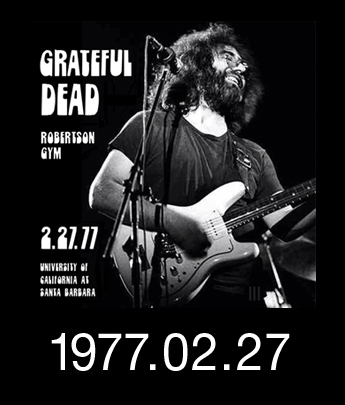 GRATEFUL
DEAD
ROBERTSON
GYM
2.27.77
UNIVERSITY OF
CALIFORNIA AT
SANTA BARBARA
1977.02.27